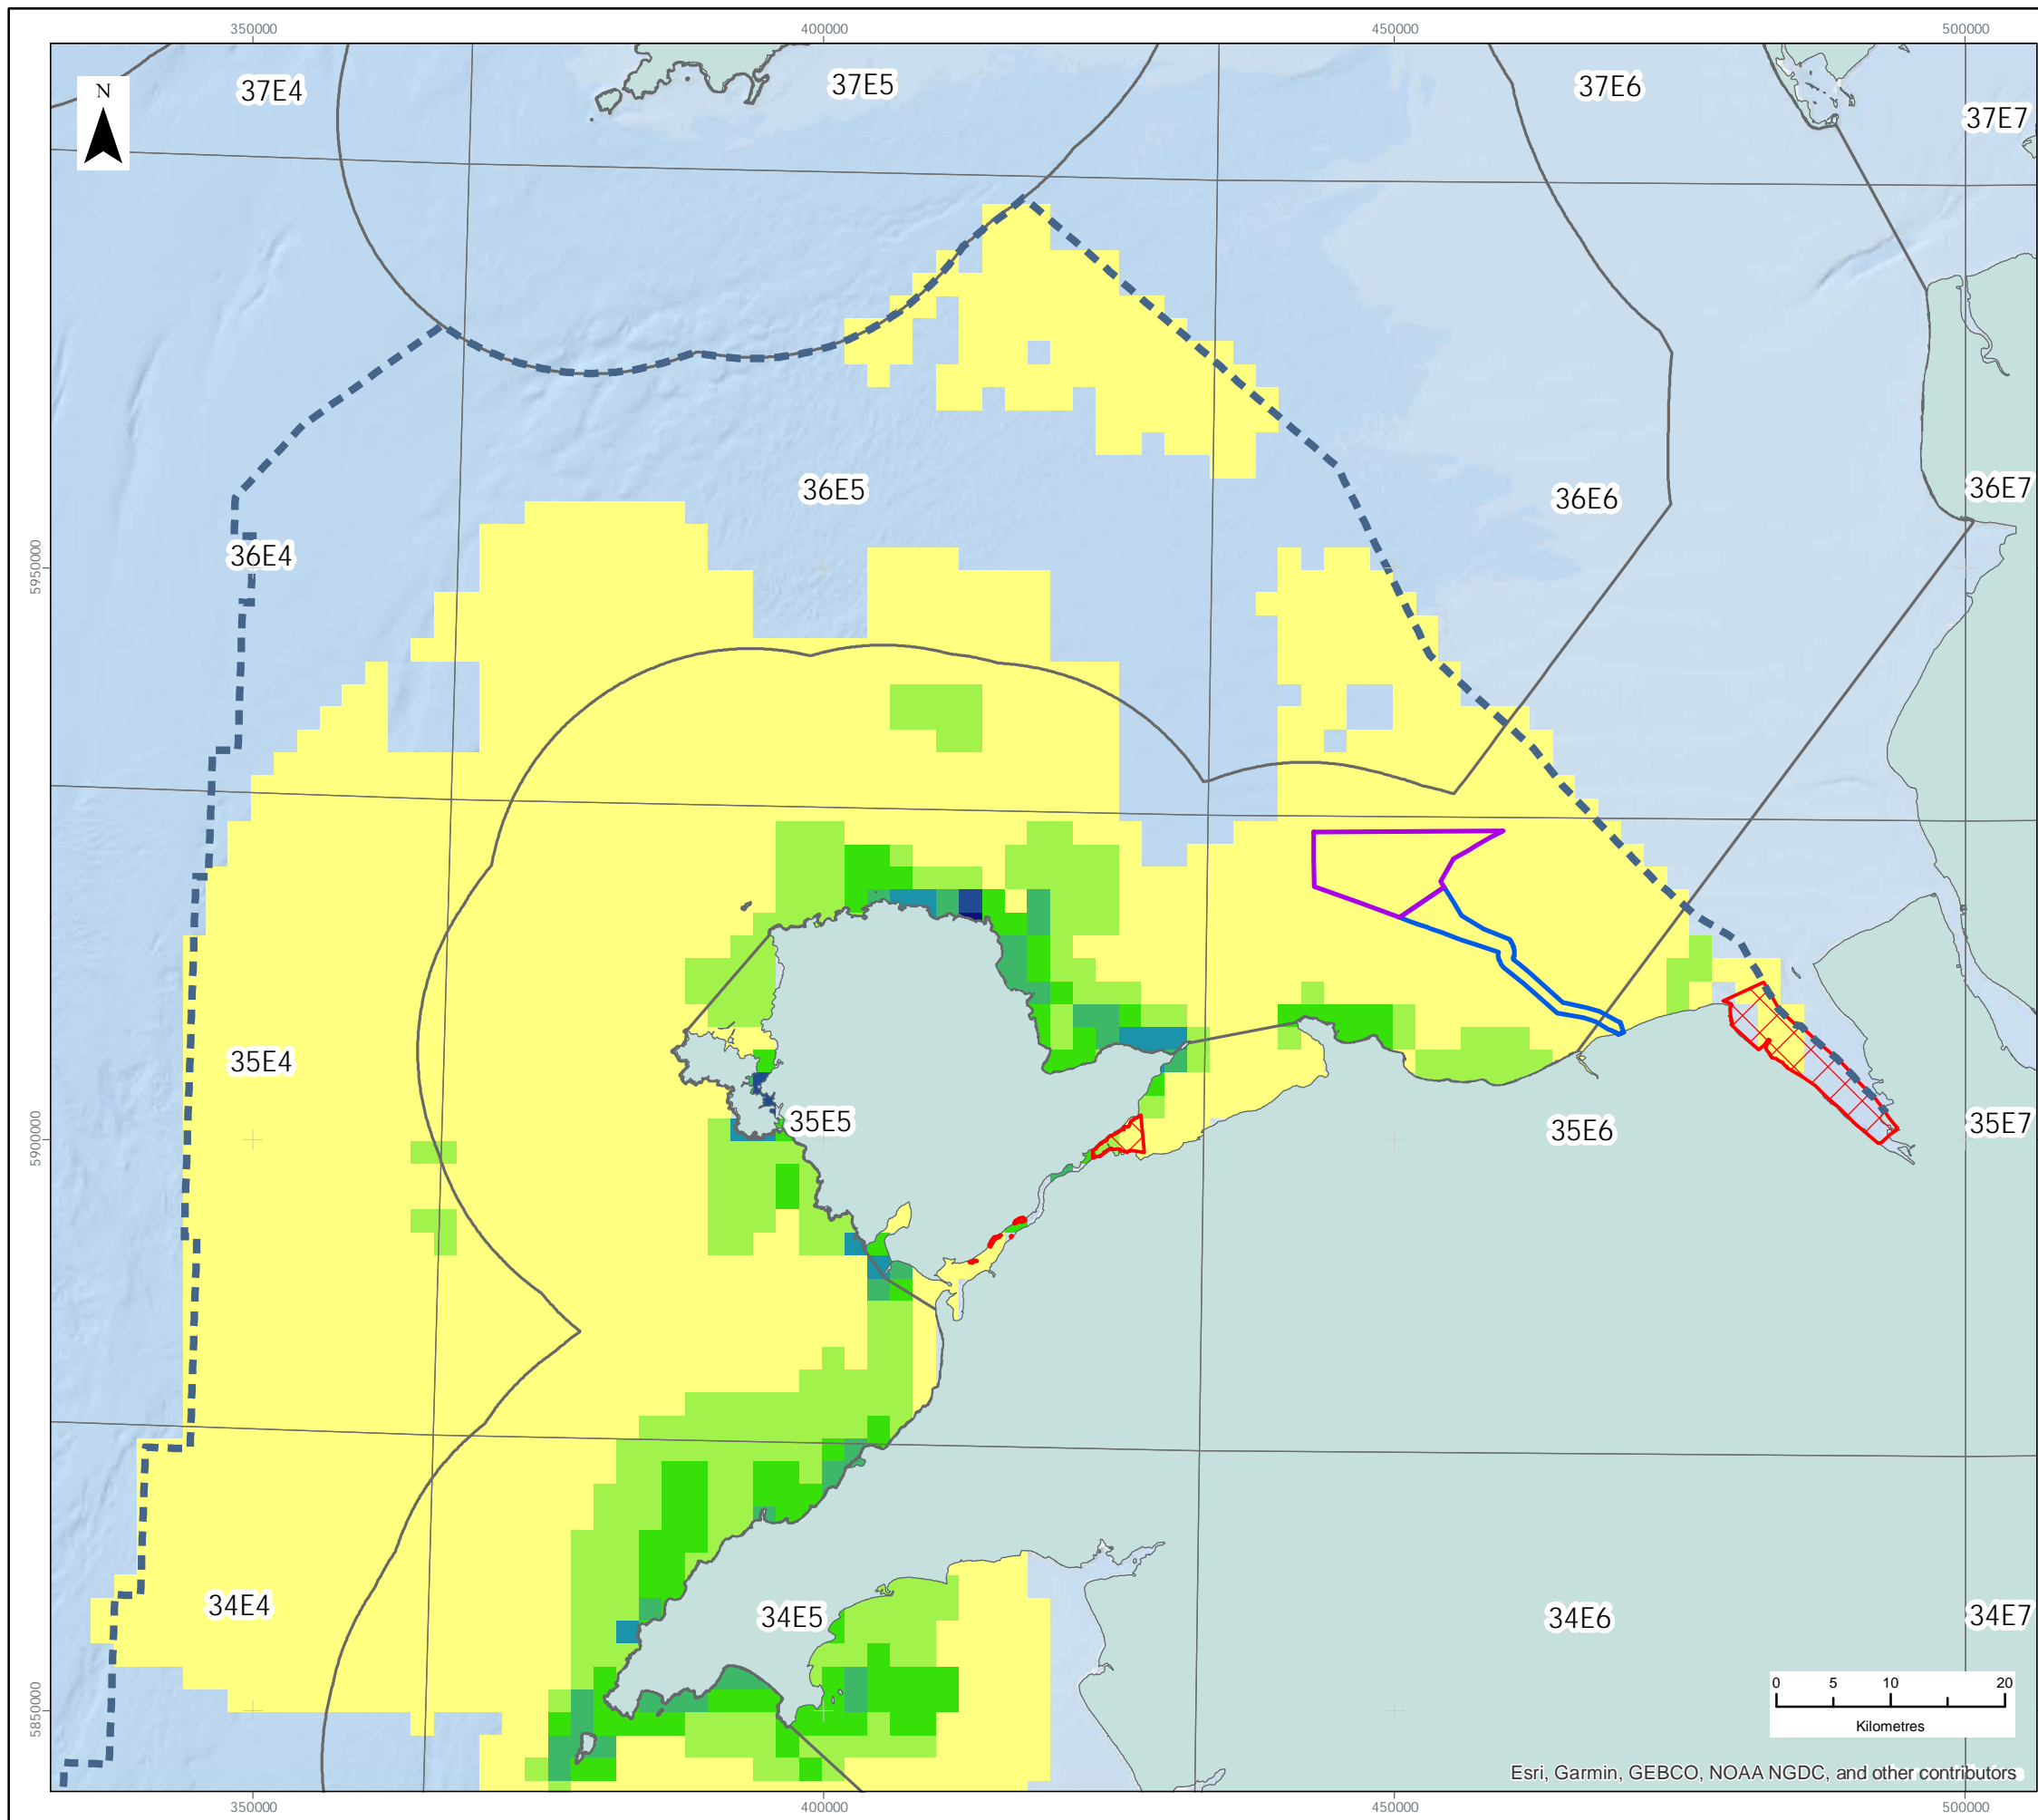 350000 400000 450000 500000
N
37E4 37E5 37E6 37E7
36E4 36E5 36E6 36E7
35E4 35E5 35E6 35E7
34E4 34E5 34E6 34E7
5950000
5900000
5850000
0 5 10 20
Kilometres
Esri, Garmin, GEBCO, NOAA NGDC, and other contributors
350000 400000 450000 500000